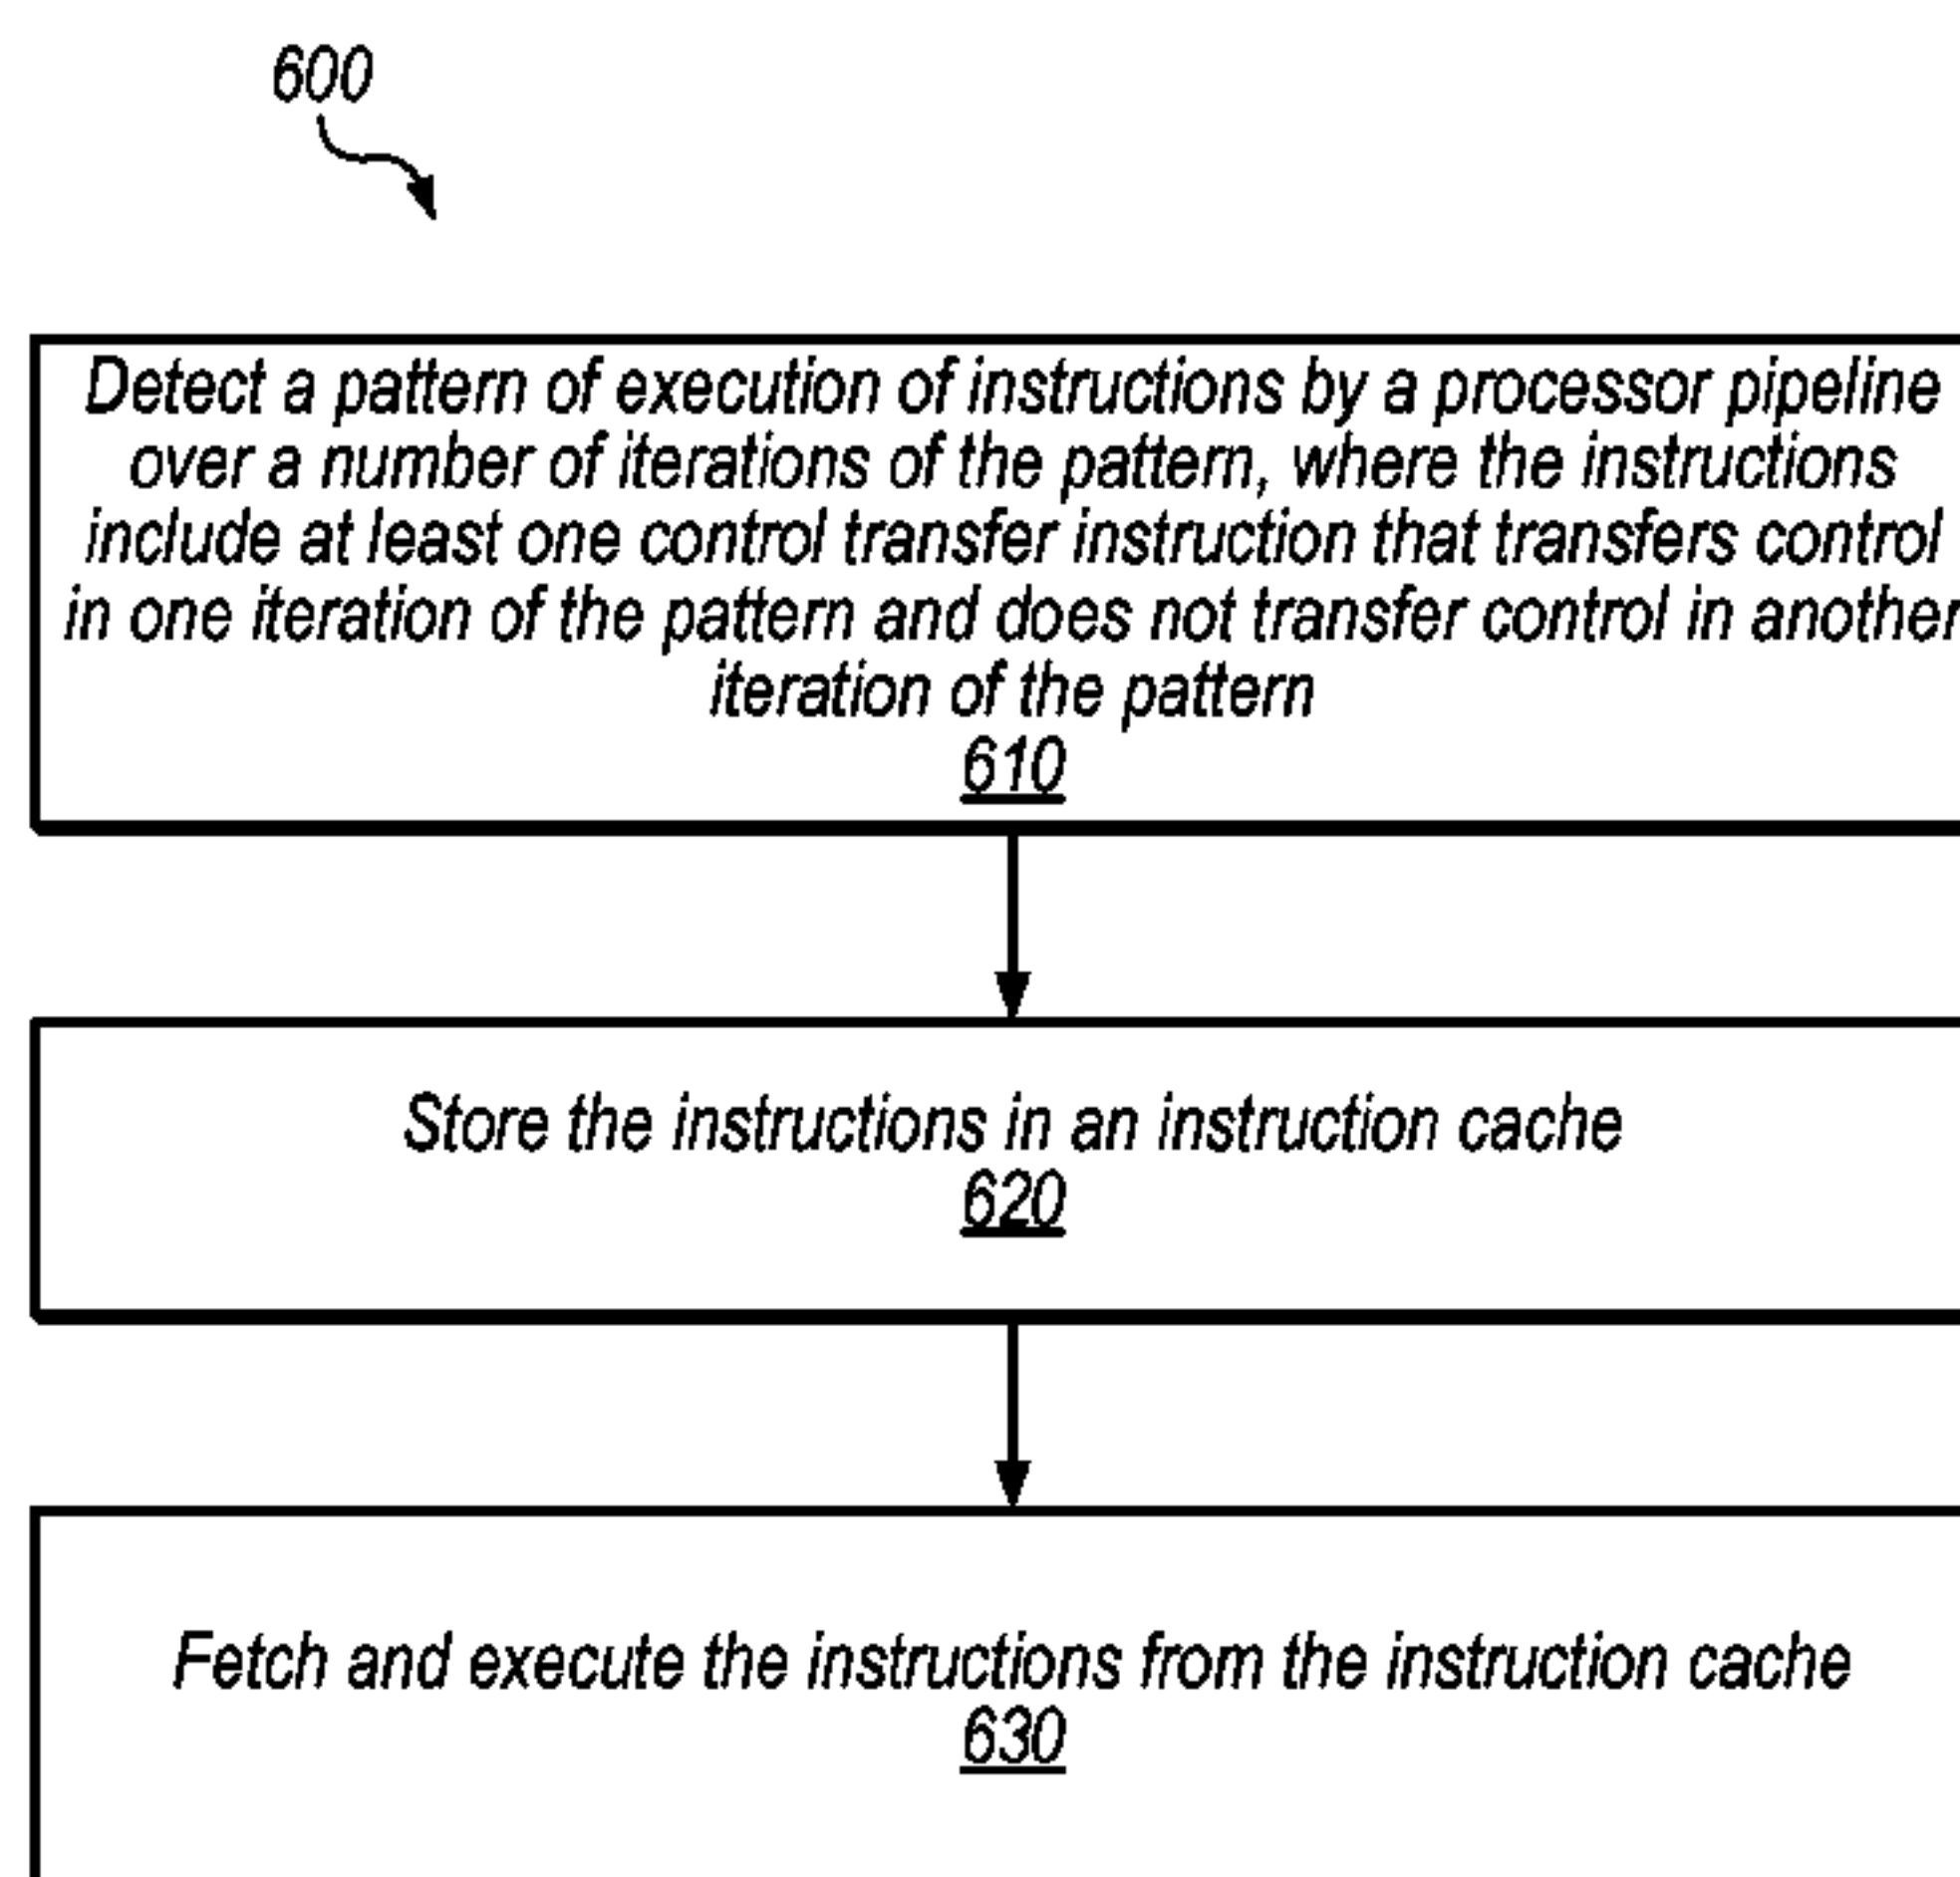 600
Detect a pattern of execution of instructions by a processor pipeline
over a number of iterations of the pattern, where the instructions
include at least one control transfer instruction that transfers control
in one iteration of the pattern and does not transfer control in another
iteration of the pattern
610
Store the instructions in an instruction cache
620
Fetch and execute the instructions from the instruction cache
630